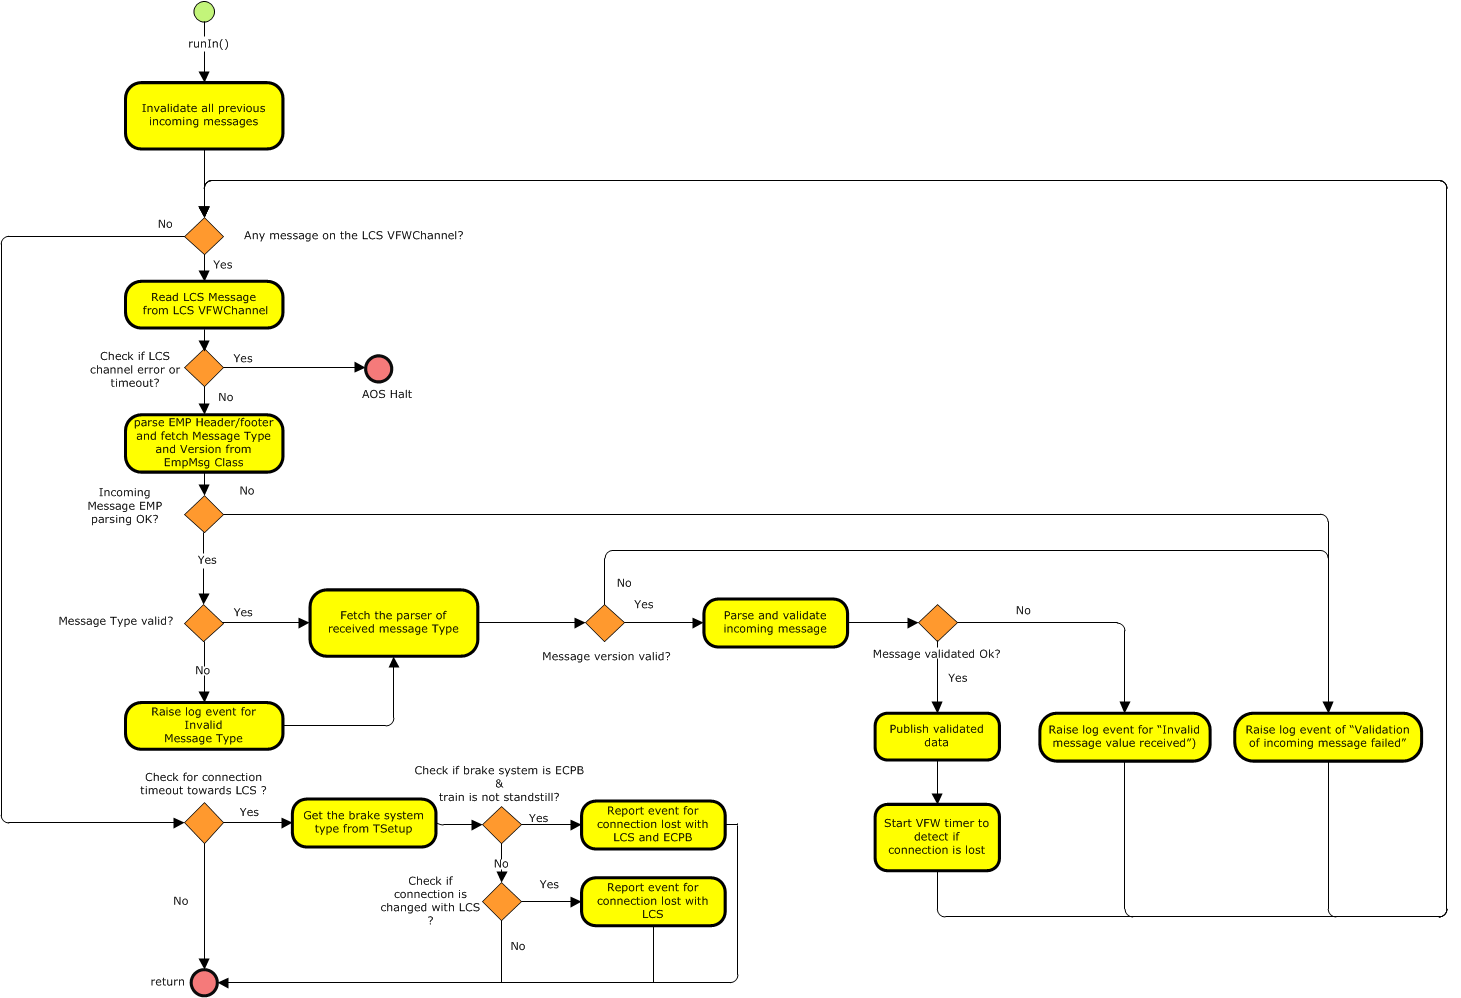 runIn()
Invalidate all previous
incoming messages
No
Any message on the LCS VFWChannel?
Yes
Read LCS Message
from LCS VFWChannel
Check if LCS
channel error or
timeout?
Yes
AOS Halt
No
parse EMP Header/footer
and fetch Message Type
and Version from
EmpMsg Class
Incoming
Message EMP
parsing OK?
No
Yes
Message Type valid?
Yes
Fetch the parser of
received message Type
No
Yes
Message version valid?
Parse and validate
incoming message
No
Message validated Ok?
Yes
No
Raise log event for
Invalid
Message Type
Publish validated
data
Raise log event for “Invalid
message value received”)
Raise log event of “Validation
of incoming message failed”
Start VFW timer to
detect if
connection is lost
Check for connection
timeout towards LCS ?
Yes
Get the brake system
type from TSetup
Check if brake system is ECPB
&
train is not standstill?
Yes
Report event for
connection lost with
LCS and ECPB
No
Check if
connection is
changed with LCS
?
Yes
Report event for
connection lost with
LCS
No
No
return